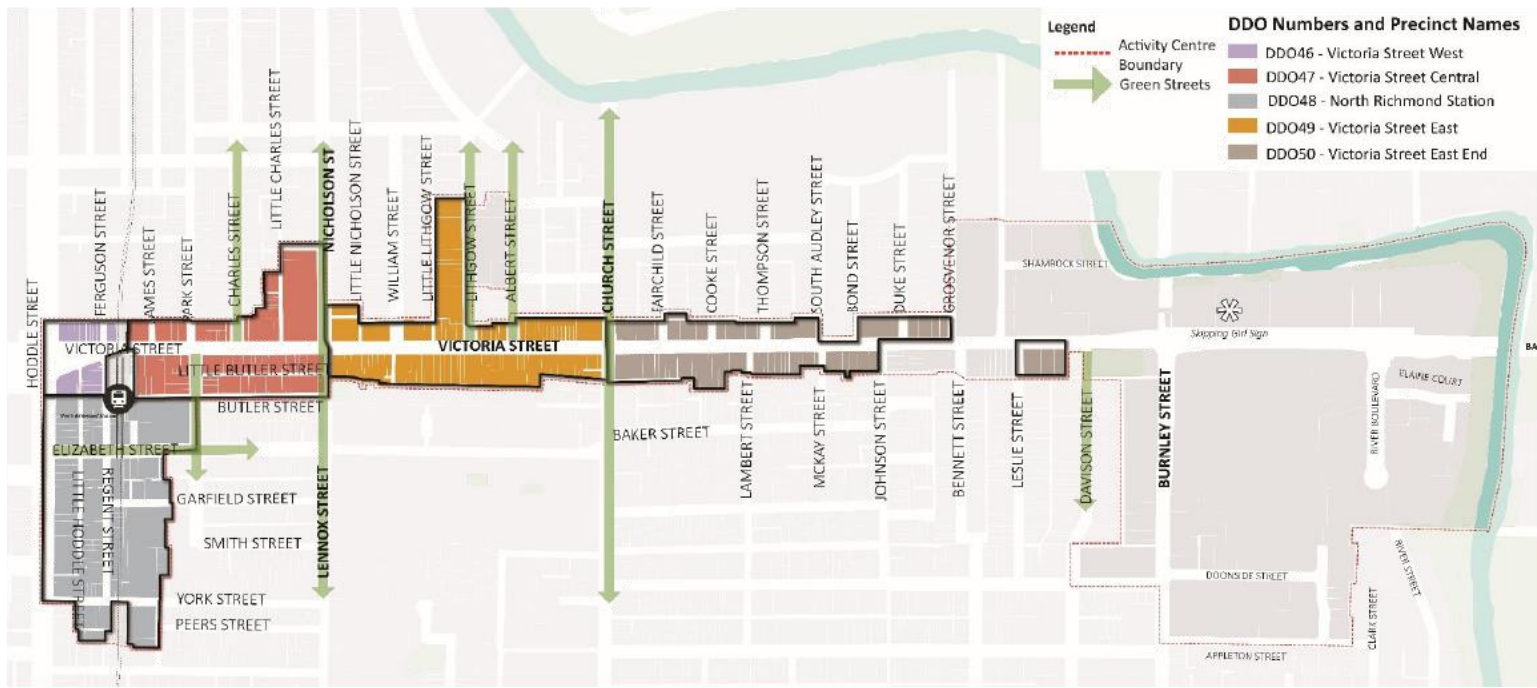 Legend
Activity Centre
Boundary
Green Streets
DDO Numbers and Precinct Names
DDO46 - Victoria Street West
DDO47 - Victoria Street Central
DDO48 - North Richmond Station
DDO49 - Victoria Street East
DDO50 - Victoria Street East End
HODDLE STREET
FERGUSON STREET
JAMES STREET
PARK STREET
CHARLES STREET
LITTLE CHARLES STREET
NICHOLSON ST
LITTLE NICHOLSON STREET
WILLIAM STREET
LITTLE LITHGOW STREET
LITHGOW STREET
ALBERT STREET
CHURCH STREET
FAIRCHILD STREET
COOKE STREET
THOMPSON STREET
SOUTH AUDLEY STREET
BOND STREET
DUKE STREET
GROSVENOR STREET
SHAMROCK STREET
Skipping Girl Sign
VICTORIA STREET
VICTORIA STREET
BA
LITTLE BUTLER STREET
BUTLER STREET
ELIZABETH STREET
BAKER STREET
LAMBERT STREET
MCKAY STREET
JOHNSON STREET
BENNETT STREET
LESLIE STREET
DAVISON STREET
BURNLEY STREET
RIVER BOULEVARD
ELAINE COURT
LITTLE HODDLE STREET
REGENT STREET
GARFIELD STREET
SMITH STREET
LENNOX STREET
YORK STREET
PEERS STREET
DOONSIDE STREET
APPLETON STREET
CLARK STREET
RIVER STREET